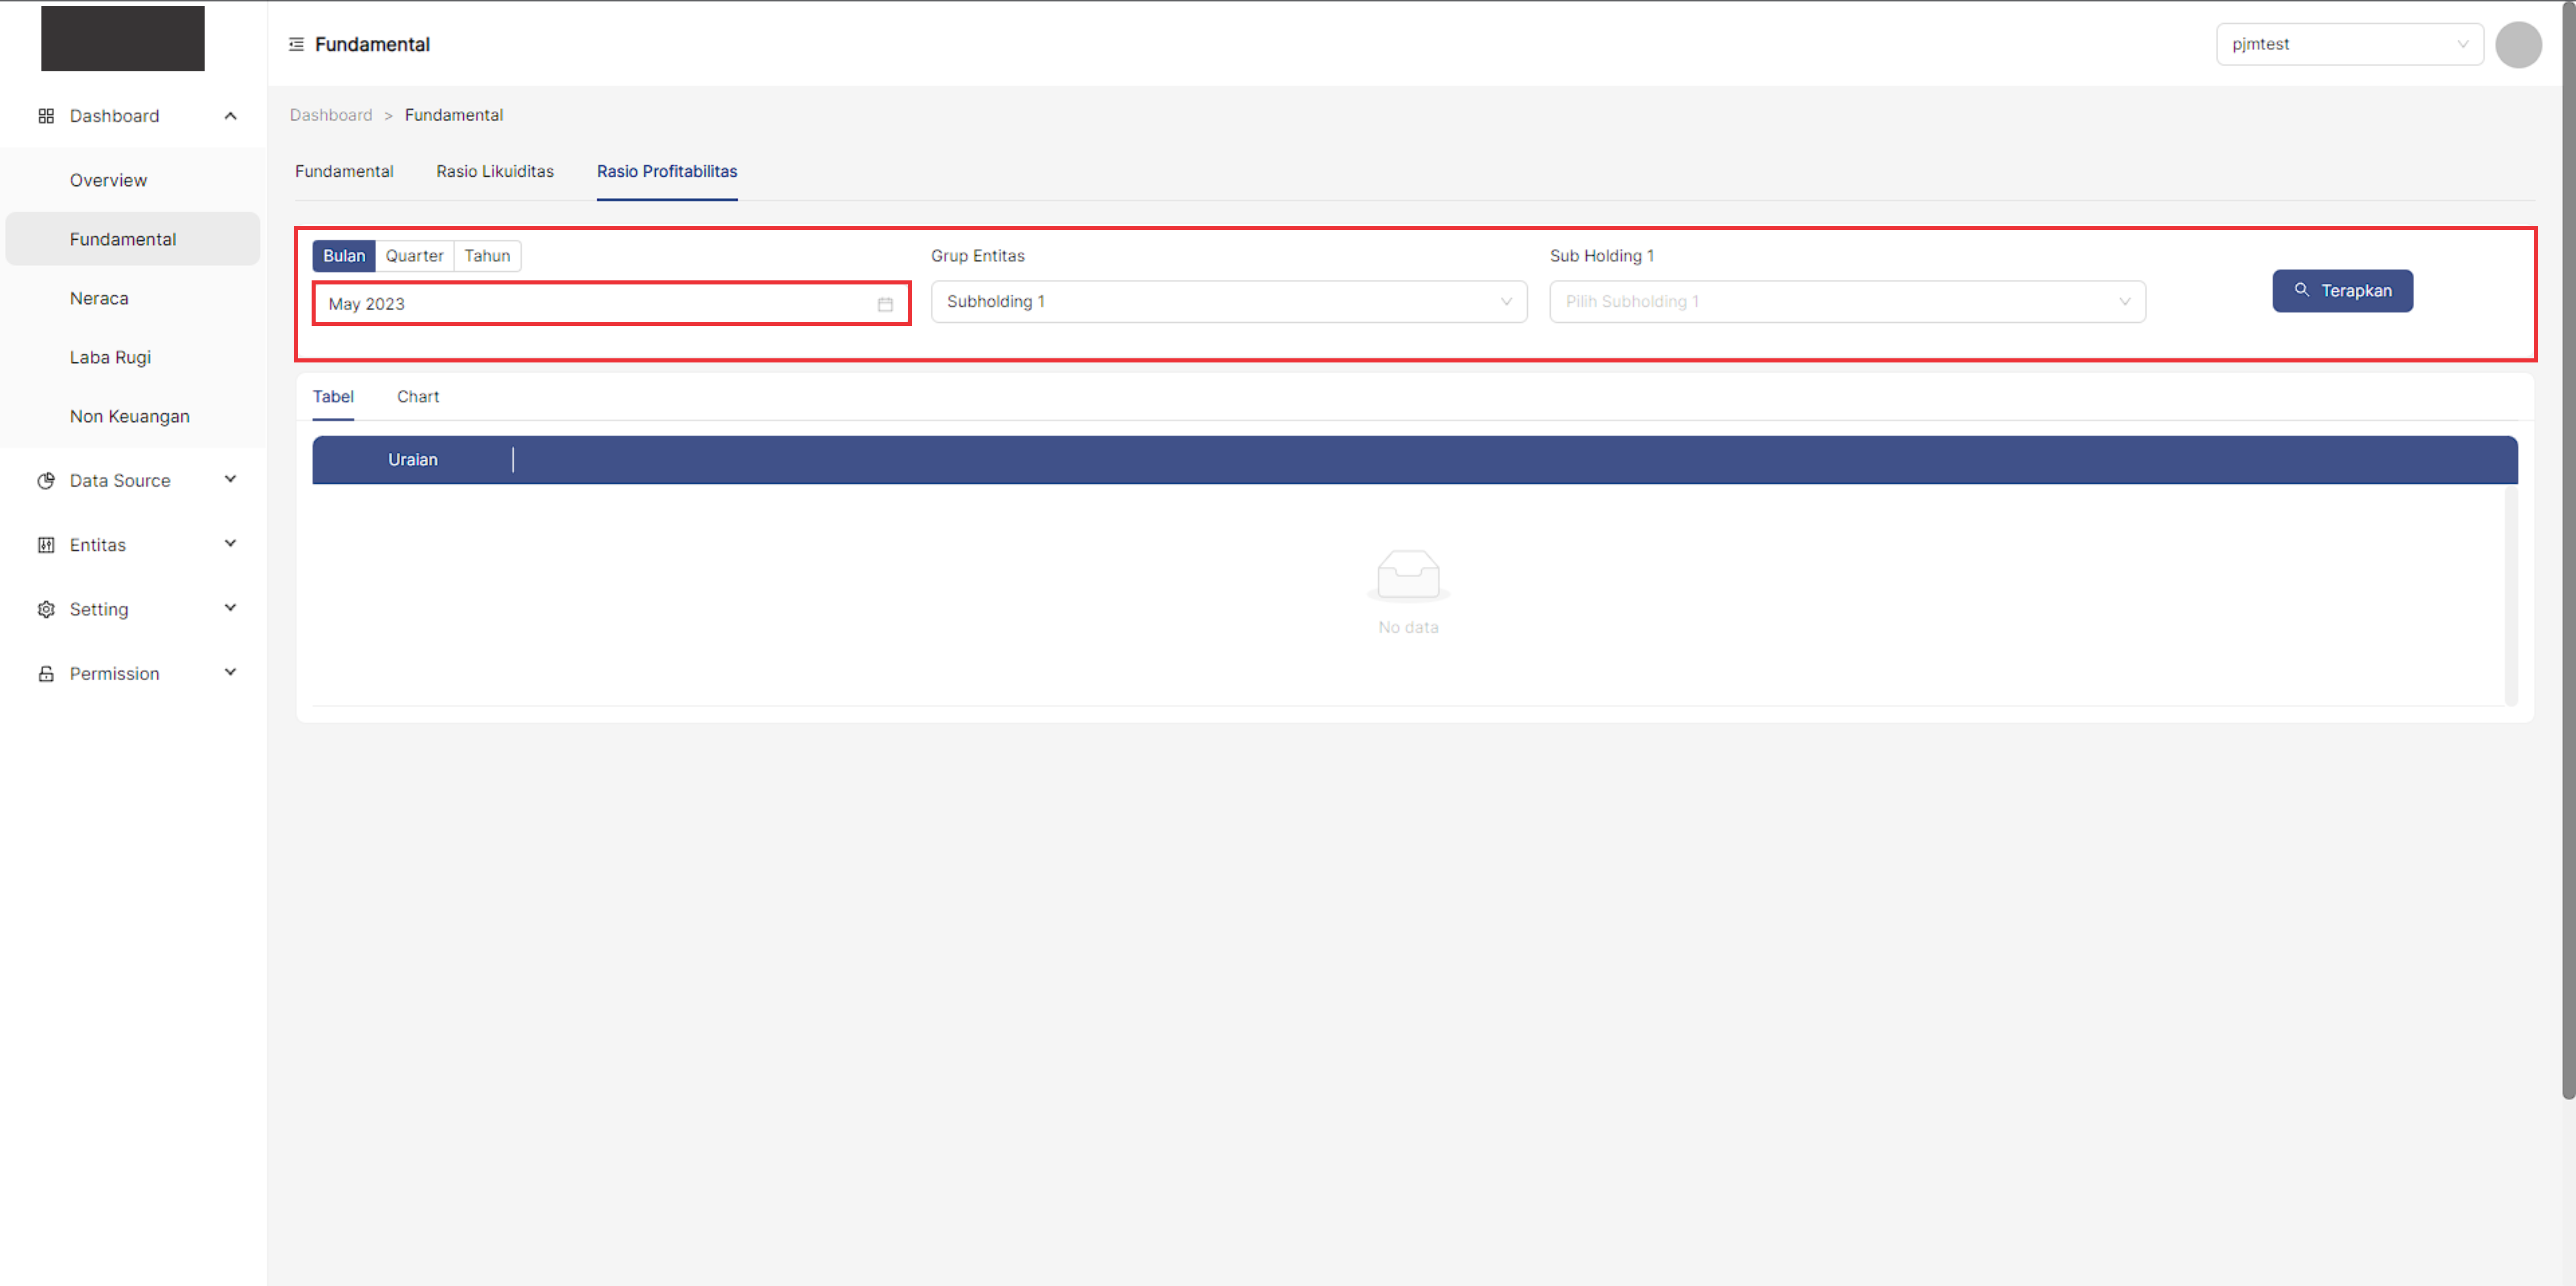 Fundamental
pjmtest
Dashboard
Overview
Fundamental
Neraca
Laba Rugi
Non Keuangan
Data Source
Entitas
Setting
Permission
Dashboard > Fundamental
Fundamental Rasio Likuiditas Rasio Profitabilitas
Bulan Quarter Tahun
May 2023
Grup Entitas
Subholding 1
Sub Holding 1
Pilih Subholding 1
Terapkan
Tabel Chart
Uraian
No data